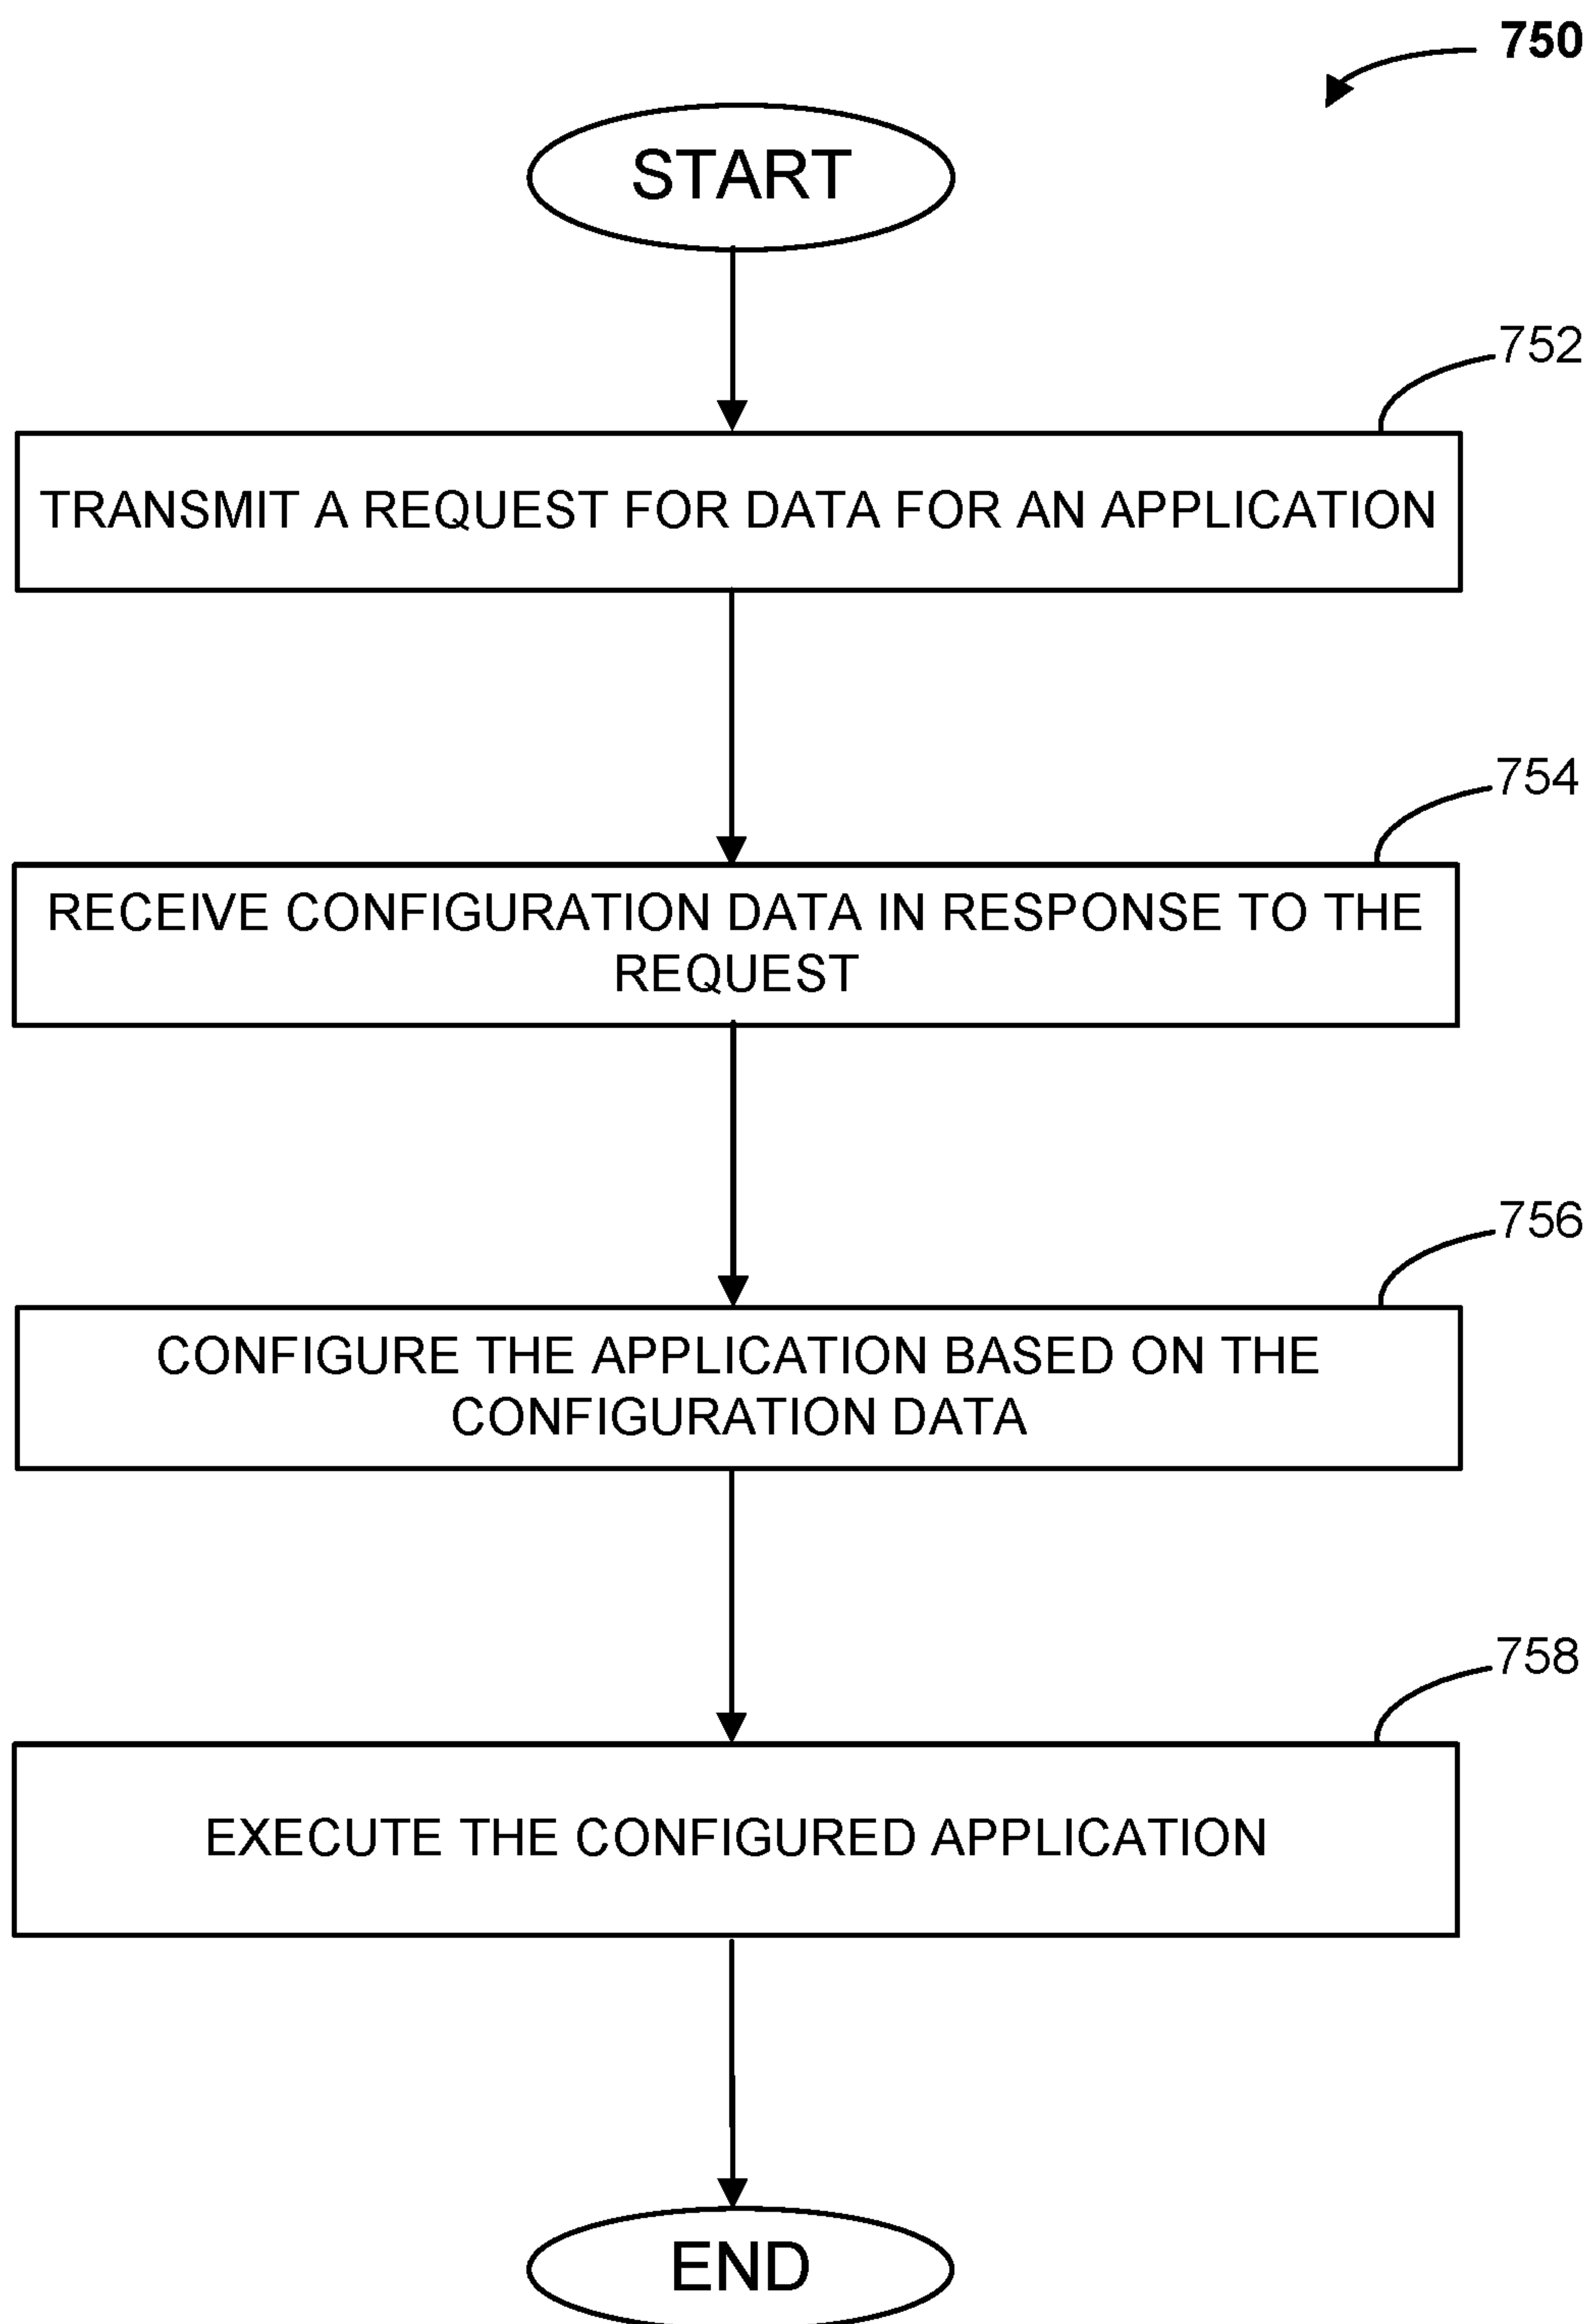 750
START
752
TRANSMIT A REQUEST FOR DATA FOR AN APPLICATION
754
RECEIVE CONFIGURATION DATA IN RESPONSE TO THE
REQUEST
756
CONFIGURE THE APPLICATION BASED ON THE
CONFIGURATION DATA
758
EXECUTE THE CONFIGURED APPLICATION
END